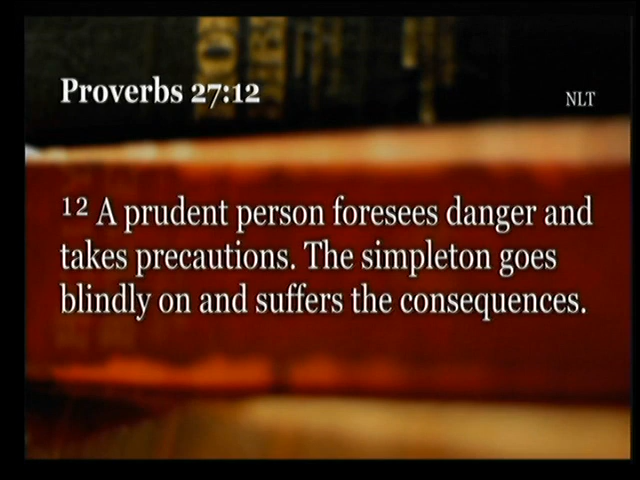 Proverbs 27:12
NLT
12 A prudent person foresees danger and
takes precautions. The simpleton goes
blindly on and suffers the consequences.